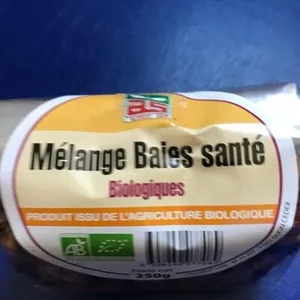 Mélange Baies santé
Biologiques
PRODUIT ISSU DE L'AGRICULTURE BIOLOGIQUE
AB
250g